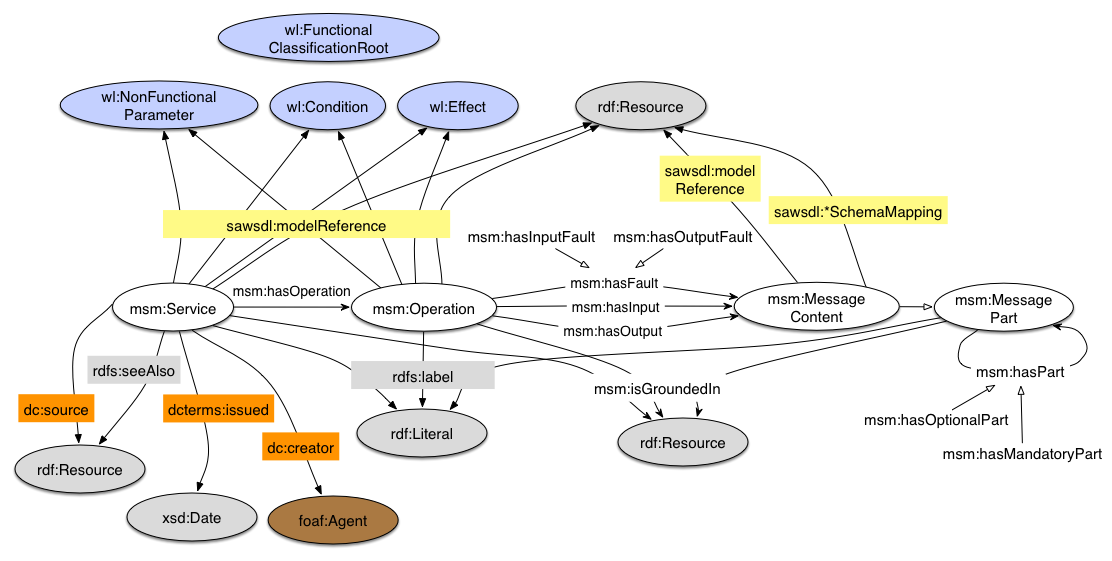 wl:Functional
ClassificationRoot
wl:NonFunctional
Parameter
wl:Condition
wl:Effect
rdf:Resource
sawsdl:model
Reference
sawsdl:*SchemaMapping
sawsdl:modelReference
msm:hasInputFault
msm:hasOutputFault
msm:hasOperation
msm:hasFault
msm:Service
msm:Operation
msm:hasInput
msm:hasOutput
msm:Message
Content
msm:Message
Part
rdfs:seeAlso
rdfs:label
msm:isGroundedIn
msm:hasPart
dc:source
dcterms:issued
dc:creator
rdf:Literal
rdf:Resource
msm:hasOptionalPart
msm:hasMandatoryPart
rdf:Resource
xsd:Date
foaf:Agent